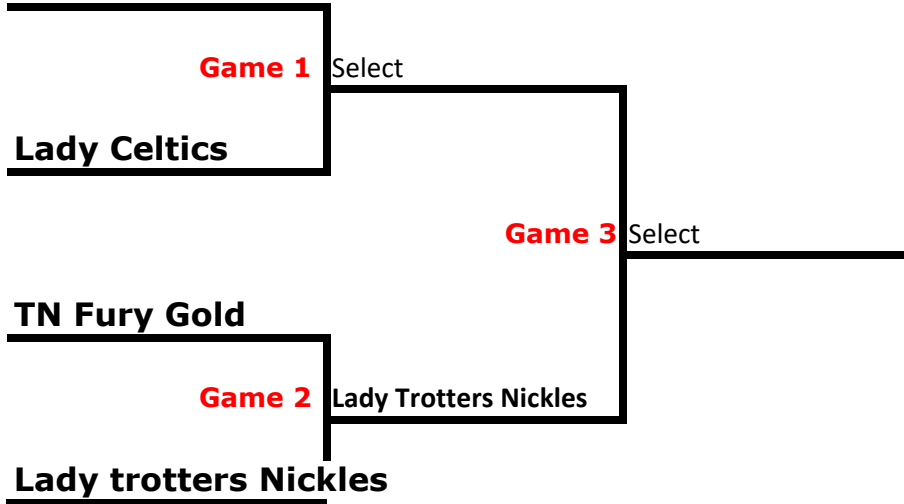 Game 1 Select
Lady Celtics
Game 3 Select
TN Fury Gold
Game 2 Lady Trotters Nickles
Lady trotters Nickles